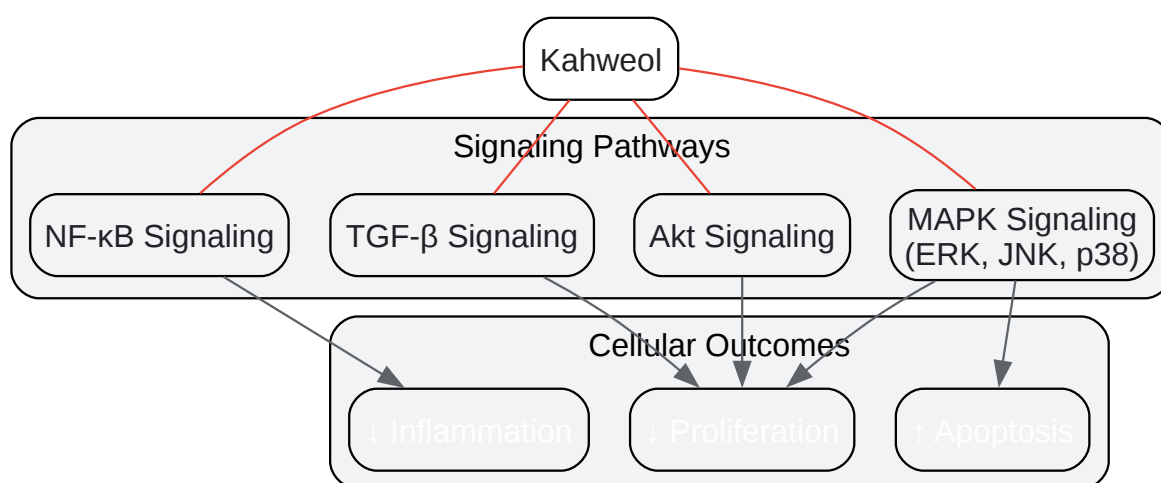 Kahweol
Signaling Pathways
NF-κB Signaling
TGF-β Signaling
Akt Signaling
MAPK Signaling
(ERK, JNK, p38)
Cellular Outcomes
↓ Inflammation
↓ Proliferation
↑ Apoptosis